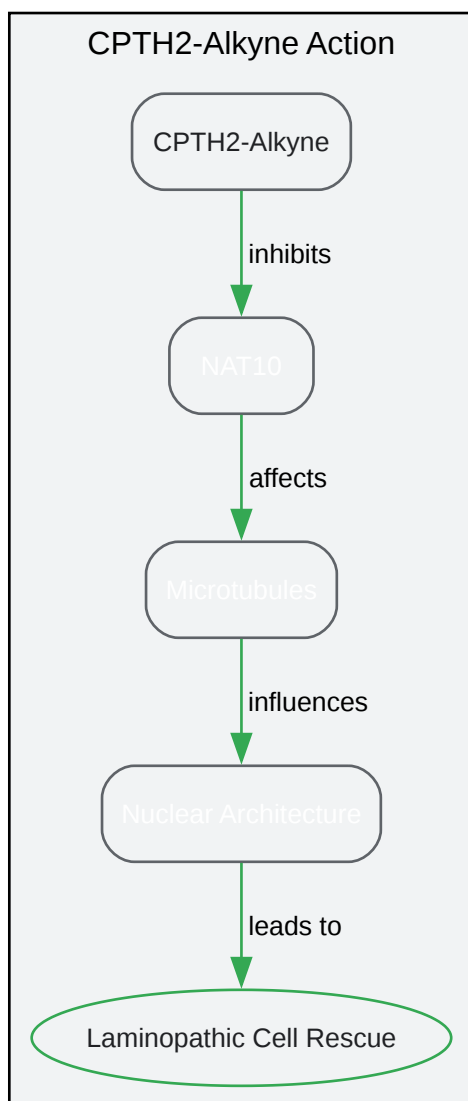 CPTH2-Alkyne Action
CPTH2-Alkyne
inhibits
NAT10
affects
Microtubules
influences
Nuclear Architecture
leads to
Laminopathic Cell Rescue